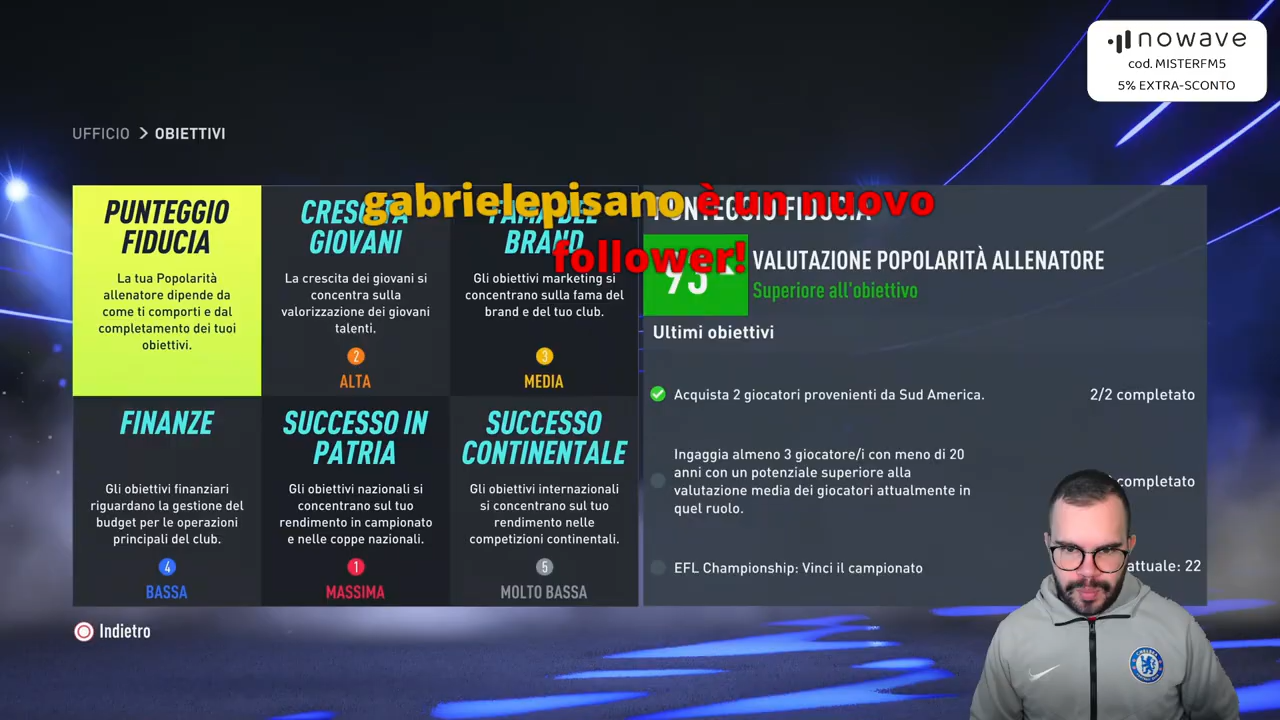 nowave
cod. MISTERFM5
5% EXTRA-SCONTO
UFFICIO > OBIETTIVI
gabrielepisano è un nuovo
follower!
PUNTEGGIO
FIDUCIA
La tua Popolarità
allenatore dipende da
come ti comporti e dal
completamento dei tuoi
obiettivi.
CRESCITA
GIOVANI
La crescita dei giovani si
concentra sulla
valorizzazione dei giovani
talenti.
2
ALTA
FAMA DEL
BRAND
Gli obiettivi marketing si
concentrano sulla fama del
brand e del tuo club.
3
MEDIA
FINANZE
Gli obiettivi finanziari
riguardano la gestione del
budget per le operazioni
principali del club.
4
BASSA
SUCCESSO IN
PATRIA
Gli obiettivi nazionali si
concentrano sul tuo
rendimento in campionato
e nelle coppe nazionali.
1
MASSIMA
SUCCESSO
CONTINENTALE
Gli obiettivi internazionali
si concentrano sul tuo
rendimento nelle
competizioni continentali.
5
MOLTO BASSA
PUNTEGGIO FIDUCIA
VALUTAZIONE POPOLARITÀ ALLENATORE
Superiore all'obiettivo
Ultimi obiettivi
Acquista 2 giocatori provenienti da Sud America.
2/2 completato
Ingaggia almeno 3 giocatore/i con meno di 20
anni con un potenziale superiore alla
valutazione media dei giocatori attualmente in
quel ruolo.
completato
EFL Championship: Vinci il campionato
attuale: 22
Indietro